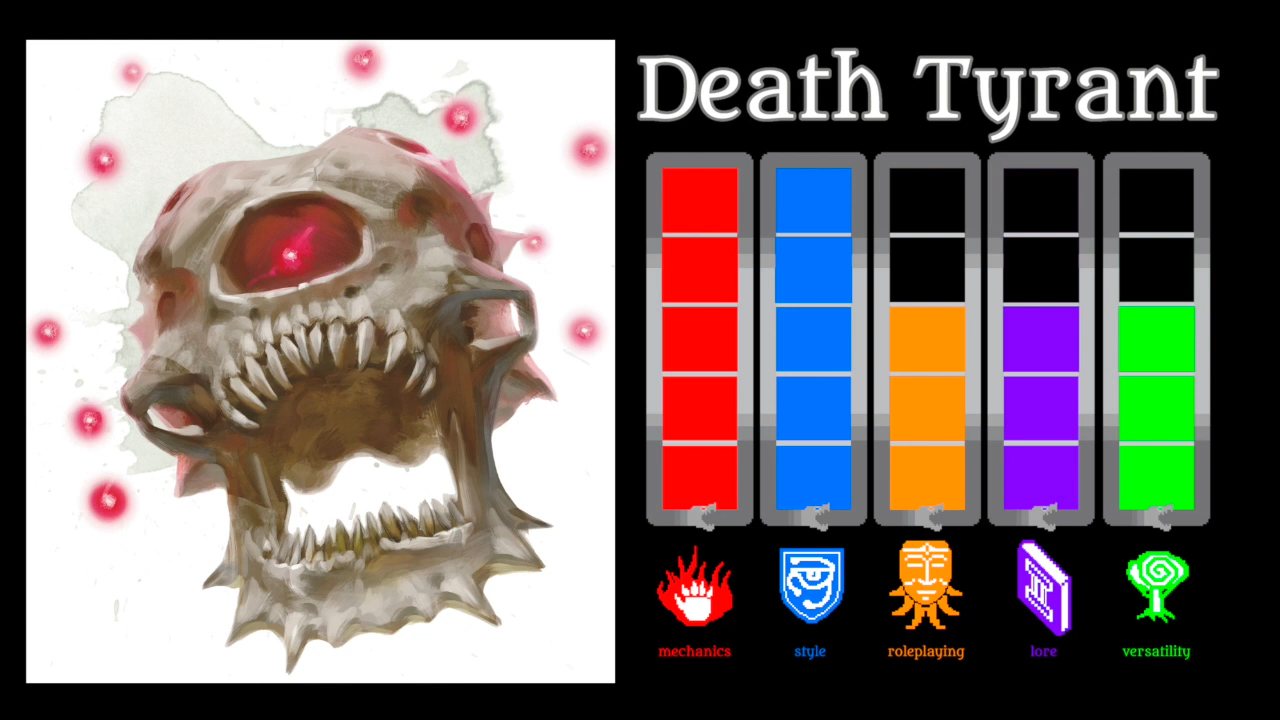 Death Tyrant
mechanics
style
roleplaying
lore
versatility